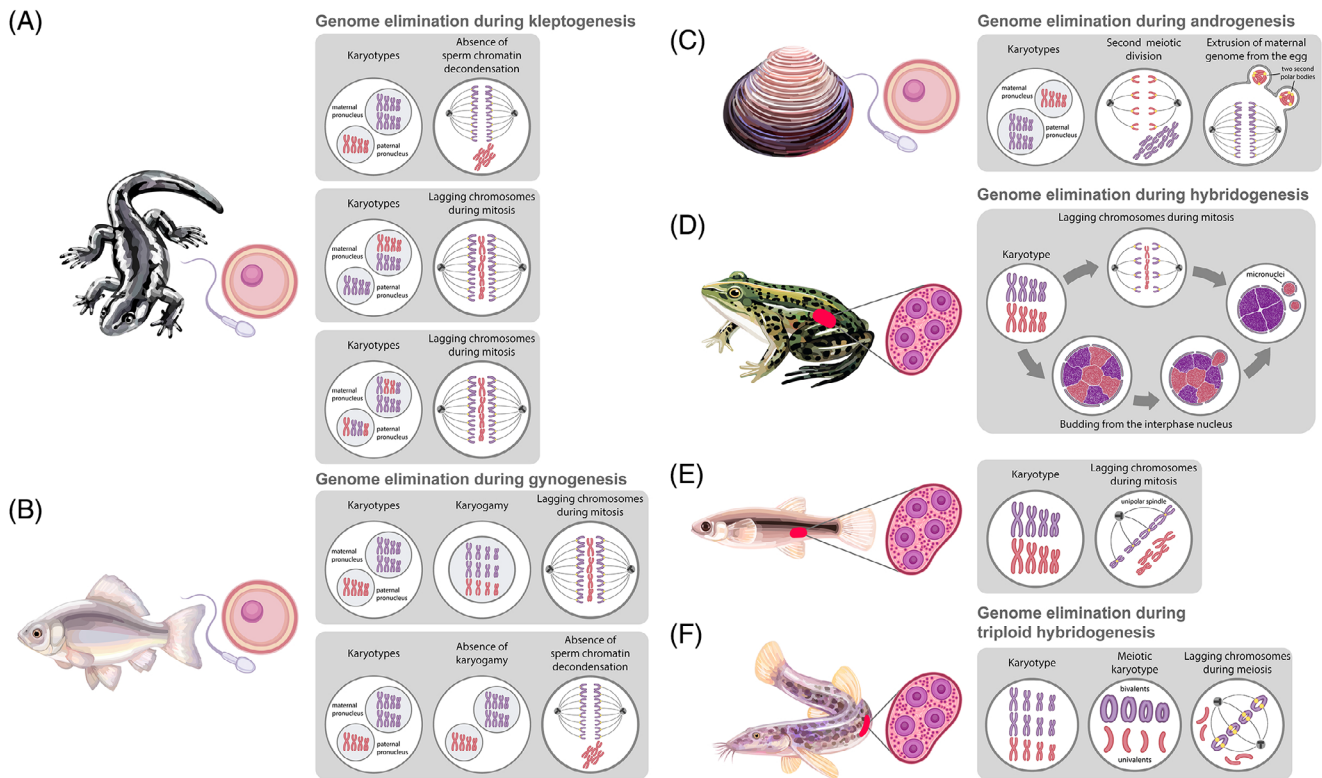 (A)
Genome elimination during kleptogenesis
Karyotypes
Absence of
sperm chromatin
decondensation
maternal
pronucleus
paternal
pronucleus
Karyotypes
Lagging chromosomes
during mitosis
maternal
pronucleus
paternal
pronucleus
Karyotypes
Lagging chromosomes
during mitosis
maternal
pronucleus
paternal
pronucleus
(B)
Genome elimination during gynogenesis
Karyotypes
Karyogamy
Lagging chromosomes
during mitosis
maternal
pronucleus
paternal
pronucleus
Karyotypes
Absence of
karyogamy
Absence of
sperm chromatin
decondensation
maternal
pronucleus
paternal
pronucleus
(C)
Genome elimination during androgenesis
Karyotypes
Second meiotic
division
Extrusion of maternal
genome from the egg
maternal
pronucleus
paternal
pronucleus
two second
polar bodies
(D)
Genome elimination during hybridogenesis
Lagging chromosomes during mitosis
Karyotype
micronuclei
Budding from the interphase nucleus
(E)
Karyotype
Lagging chromosomes
during mitosis
unipolar spindle
(F)
Genome elimination during
triploid hybridogenesis
Karyotype
Meiotic
karyotype
Lagging chromosomes
during meiosis
bivalents
univalents